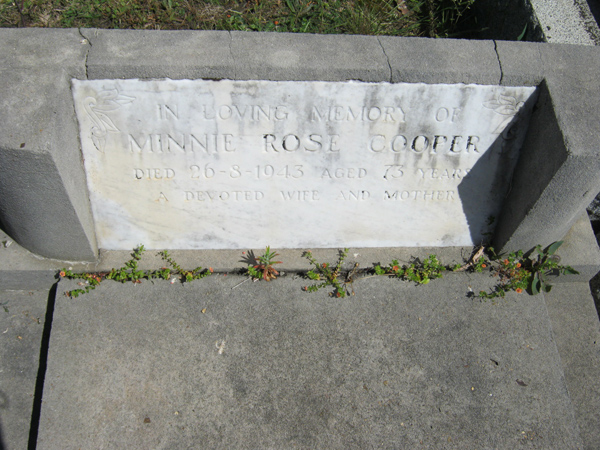 IN LOVING MEMORY OF
MINNIE ROSE COOPER
DIED 26-8-1943 AGED 73 YEARS
A DEVOTED WIFE AND MOTHER